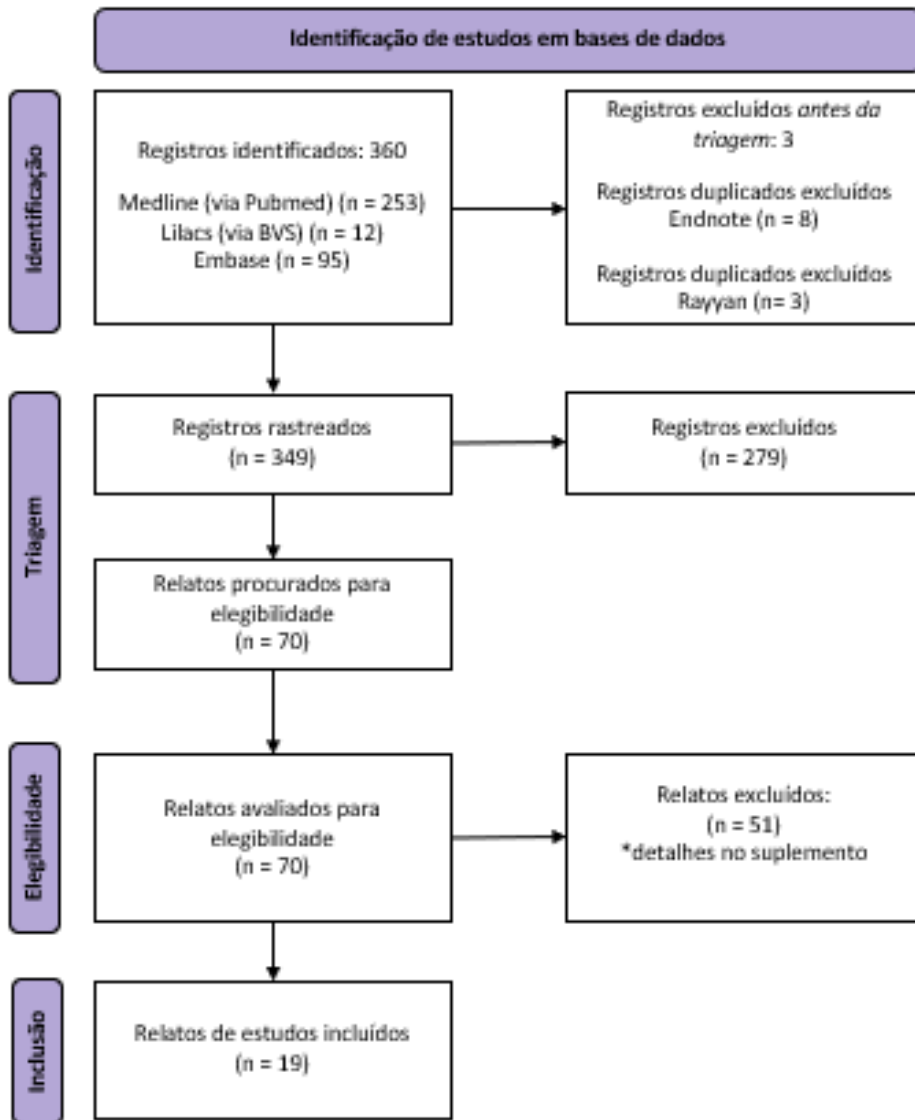 Identificação de estudos em bases de dados
Identificação
Registros identificados: 360
Medline (via Pubmed) (n = 253)
Lilacs (via BVS) (n = 12)
Embase (n = 95)
Registros excluídos antes da
triagem: 3
Registros duplicados excluídos
Endnote (n = 8)
Registros duplicados excluídos
Rayyan (n= 3)
Triagem
Registros rastreados
(n = 349)
Registros excluídos
(n = 279)
Relatos procurados para
elegibilidade
(n = 70)
Elegibilidade
Relatos avaliados para
elegibilidade
(n = 70)
Relatos excluídos:
(n = 51)
*detalhes no suplemento
Inclusão
Relatos de estudos incluídos
(n = 19)